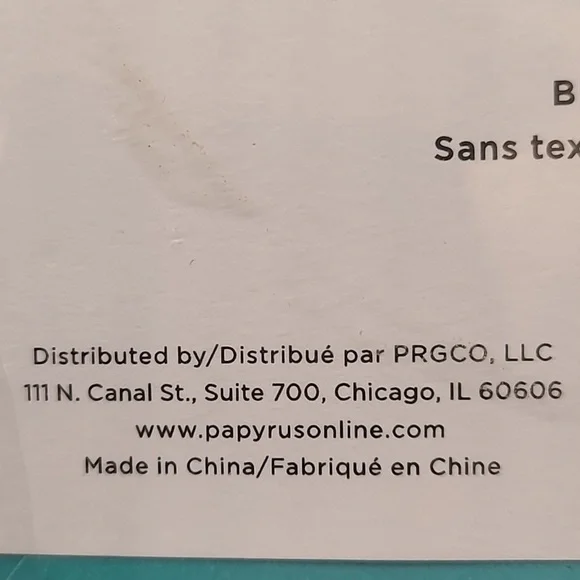 B
Sans tex
Distributed by/Distribué par PRGCO, LLC
111 N. Canal St., Suite 700, Chicago, IL 60606
www.papyrusonline.com
Made in China/Fabriqué en Chine